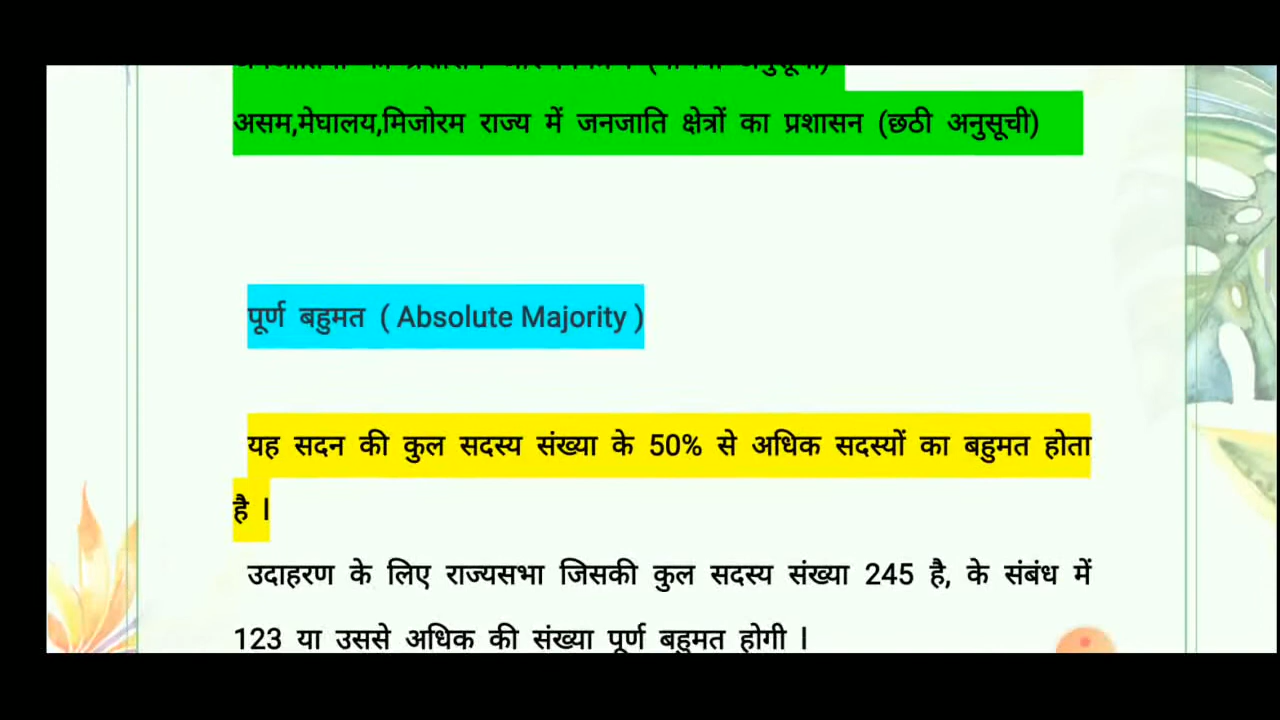 असम,मेघालय,मिजोरम राज्य में जनजाति क्षेत्रों का प्रशासन (छठी अनुसूची)
पूर्ण बहुमत ( Absolute Majority )
यह सदन की कुल सदस्य संख्या के 50% से अधिक सदस्यों का बहुमत होता
है l
उदाहरण के लिए राज्यसभा जिसकी कुल सदस्य संख्या 245 है, के संबंध में
123 या उससे अधिक की संख्या पूर्ण बहुमत होगी l